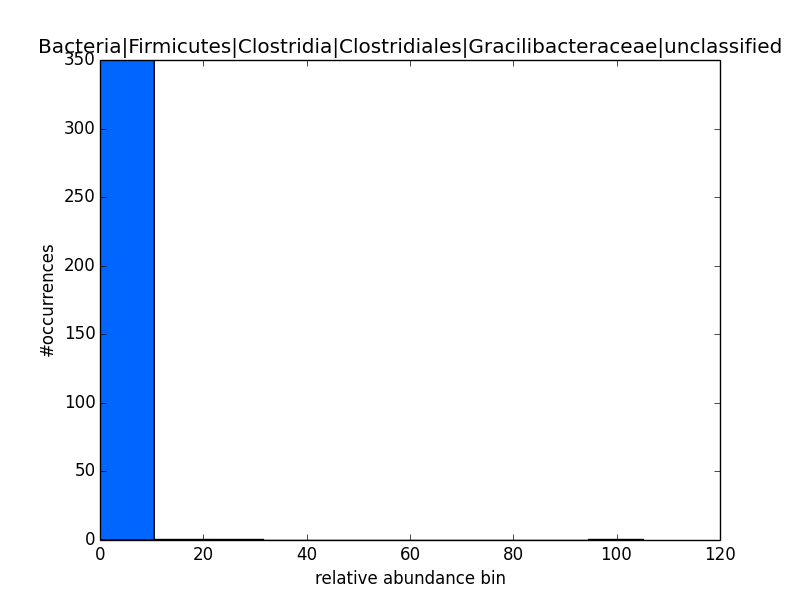 Bacteria|Firmicutes|Clostridia|Clostridiales|Gracilibacteraceae|unclassified
350
300
250
200
150
100
50
0
#occurrences
0 20 40 60 80 100 120
relative abundance bin